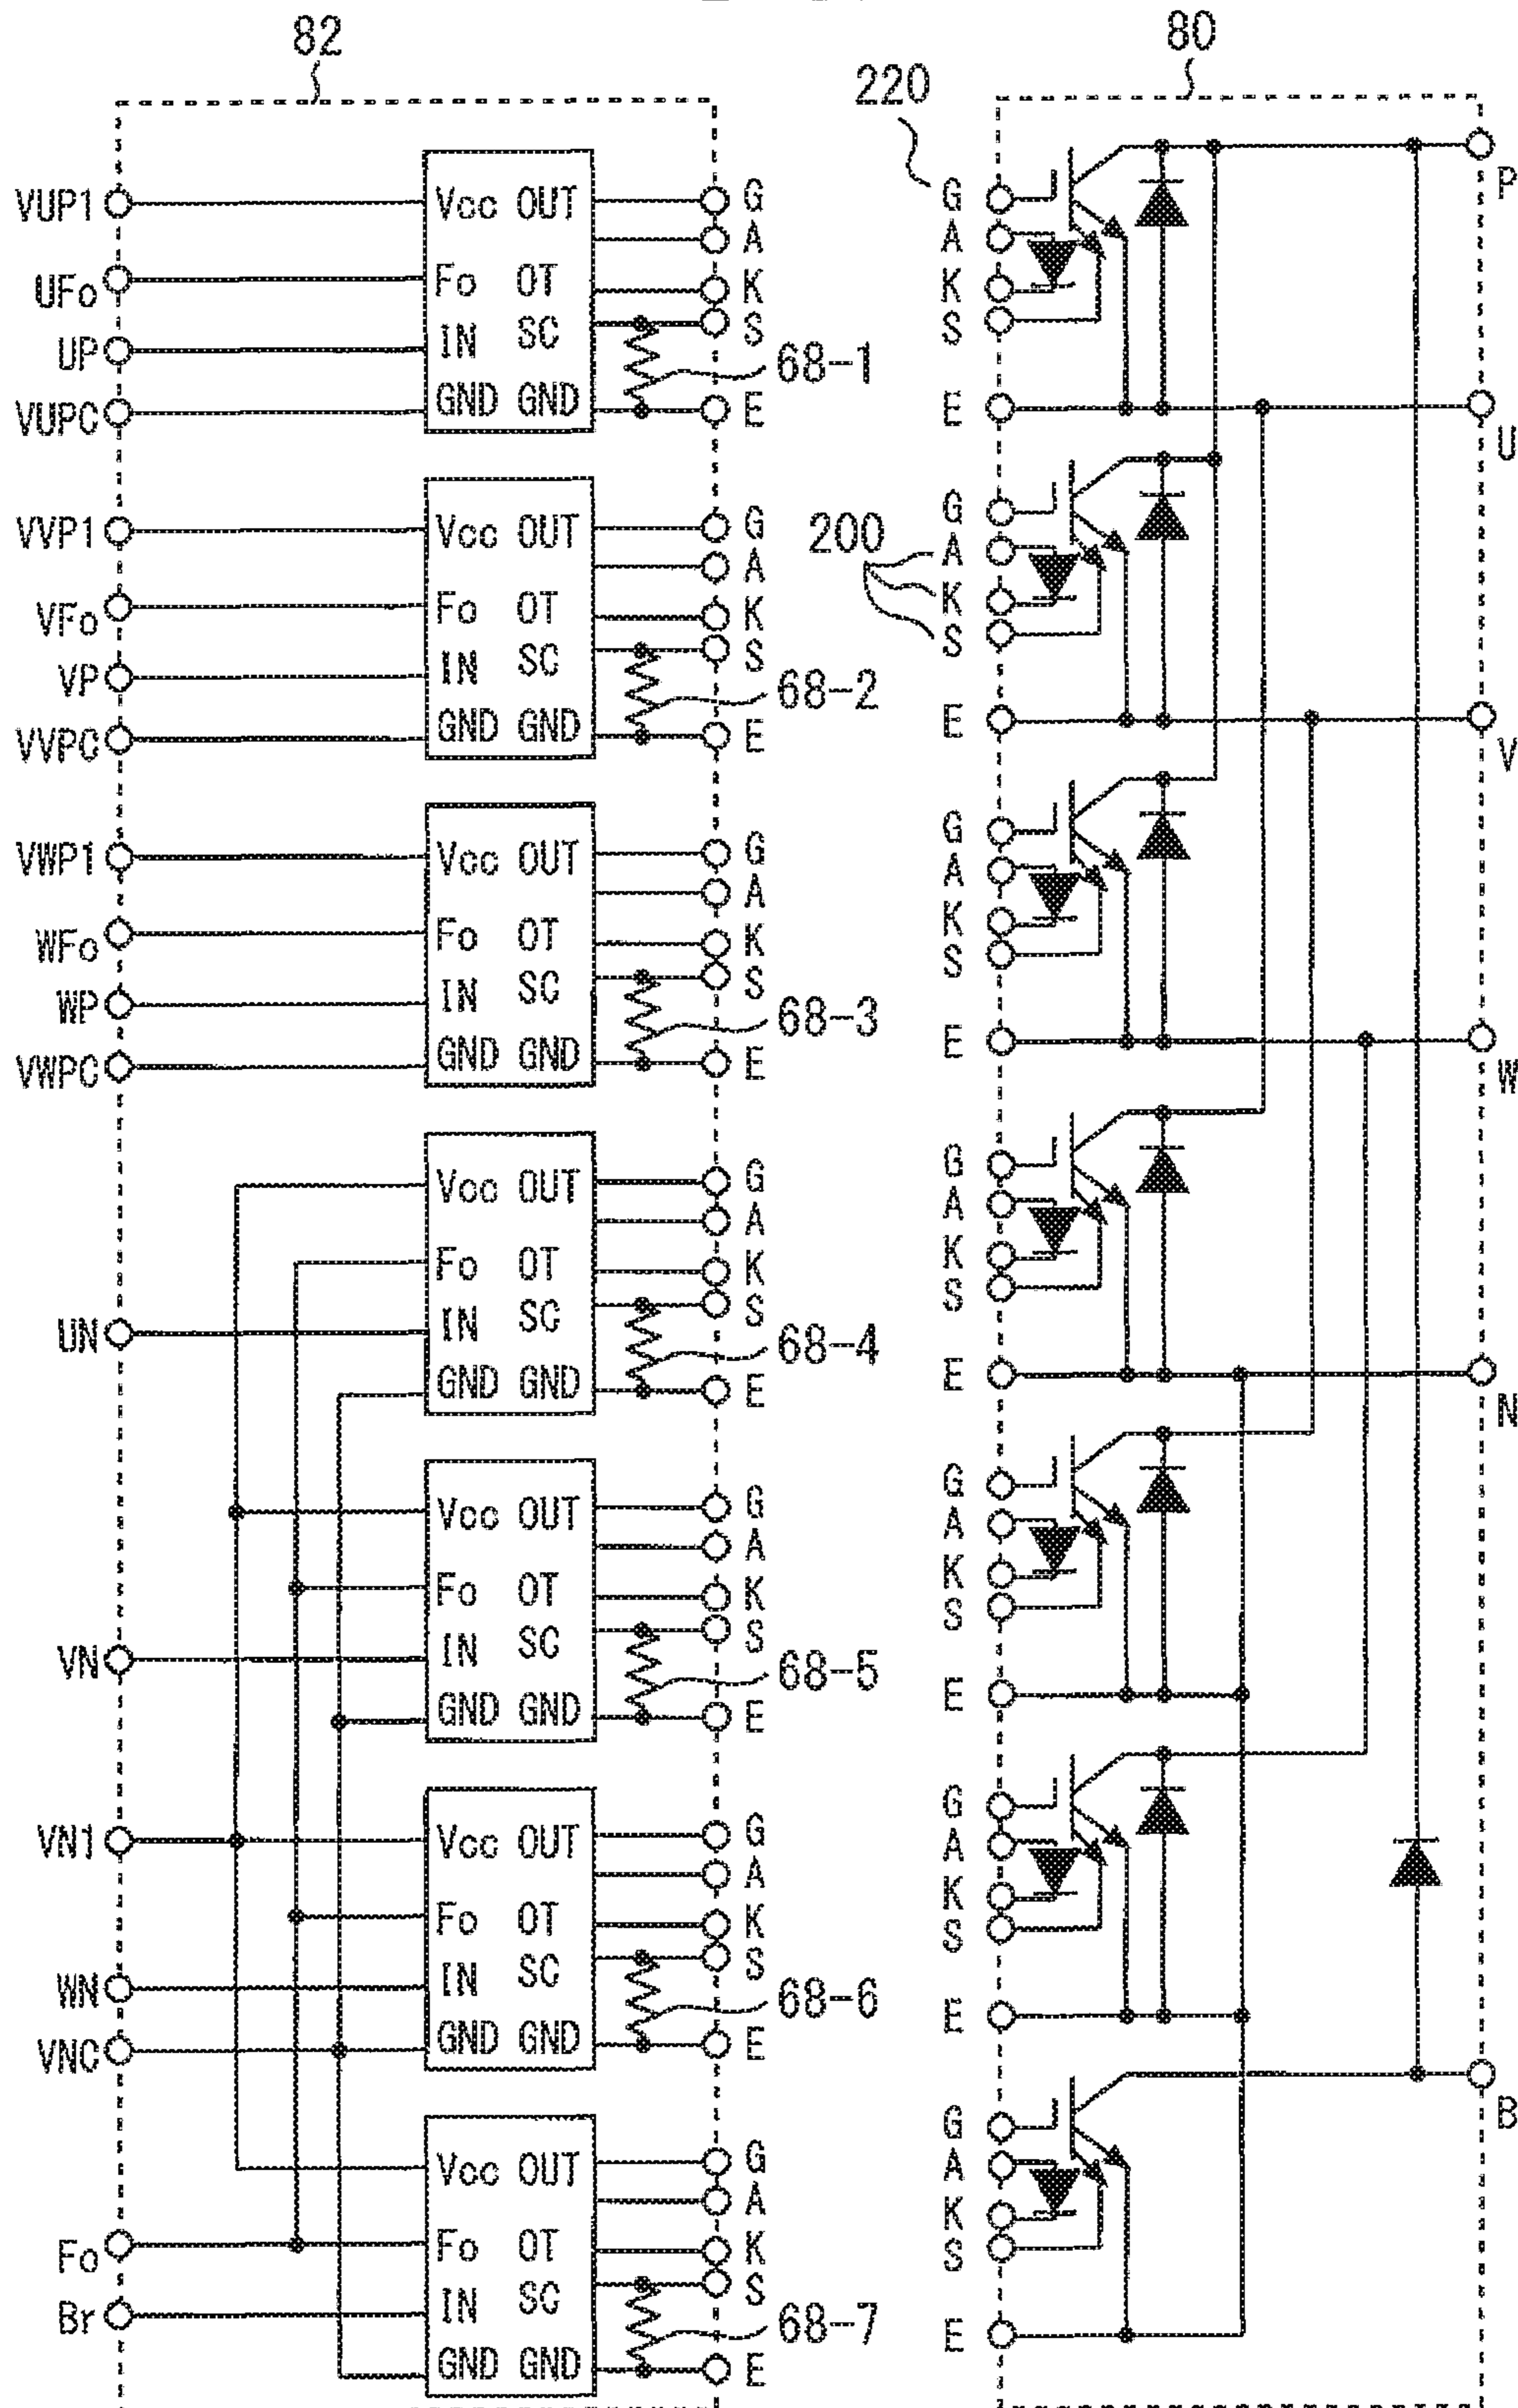 82
80
220
VUP1
Vcc OUT
G
A
UFo
Fo OT
K
UP
IN SC
S
68-1
VUPC
GND GND
E
VVP1
Vcc OUT
G
A
VFo
Fo OT
K
VP
IN SC
S
68-2
VVPC
GND GND
E
VWP1
Vcc OUT
G
A
WFo
Fo OT
K
WP
IN SC
S
68-3
VWPC
GND GND
E
Vcc OUT
G
A
Fo OT
K
UN
IN SC
S
68-4
GND GND
E
Vcc OUT
G
A
Fo OT
K
VN
IN SC
S
68-5
GND GND
E
VN1
Vcc OUT
G
A
Fo OT
K
WN
IN SC
S
68-6
VNC
GND GND
E
Vcc OUT
G
A
Fo
Fo OT
K
Br
IN SC
S
68-7
GND GND
E
G
A
K
S
E
P
U
200
G
A
K
S
E
V
G
A
K
S
E
W
G
A
K
S
E
N
G
A
K
S
E
G
A
K
S
E
B
G
A
K
S
E